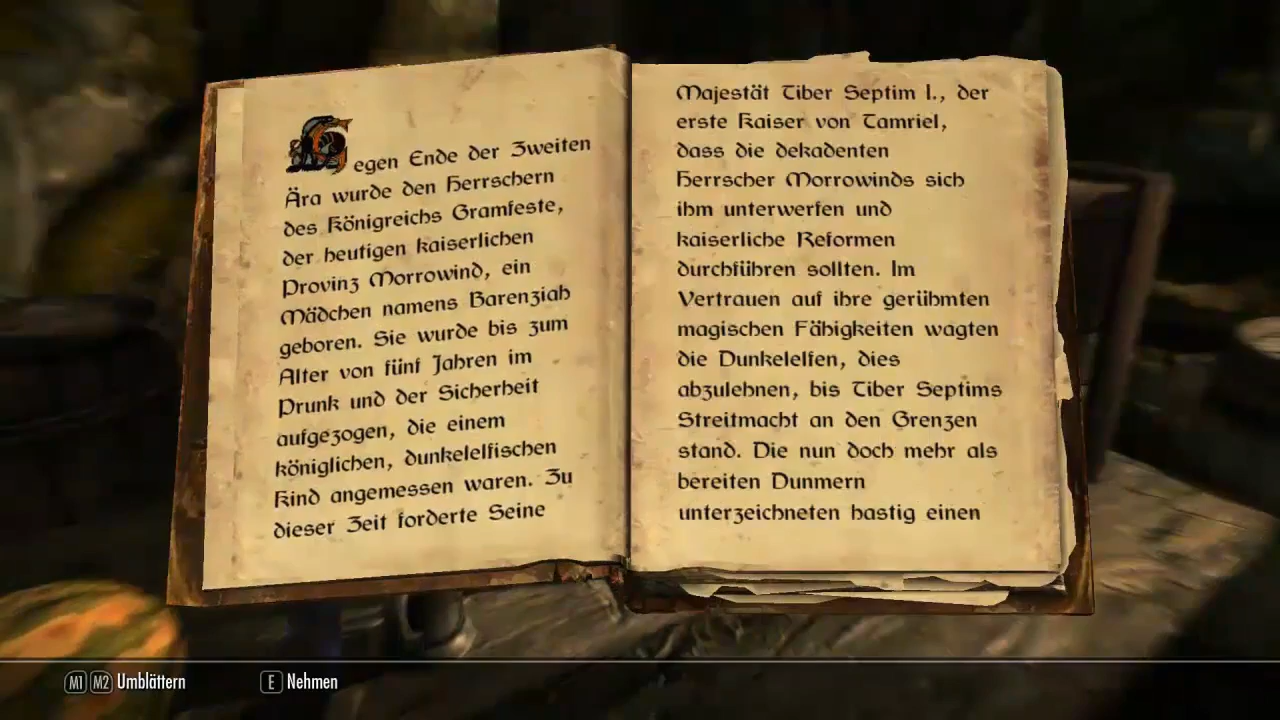 Gegen Ende der Zweiten
Ära wurde den Herrschern
des Königreichs Gramfeste,
der heutigen kaiserlichen
Provinz Morrowind, ein
Mädchen namens Barenziah
geboren. Sie wurde bis zum
Alter von fünf Jahren im
Prunk und der Sicherheit
aufgezogen, die einem
königlichen, dunkelelfischen
Kind angemessen waren. Zu
dieser Zeit forderte Seine
Majestät Tiber Septim I., der
erste Kaiser von Tamriel,
dass die dekadenten
Herrscher Morrowinds sich
ihm unterwerfen und
kaiserliche Reformen
durchführen sollten. Im
Vertrauen auf ihre gerühmten
magischen Fähigkeiten wagten
die Dunkelelfen, dies
abzulehnen, bis Tiber Septims
Streitmacht an den Grenzen
stand. Die nun doch mehr als
bereiten Dunmern
unterzeichneten hastig einen
M1 M2 Umblättern
E Nehmen